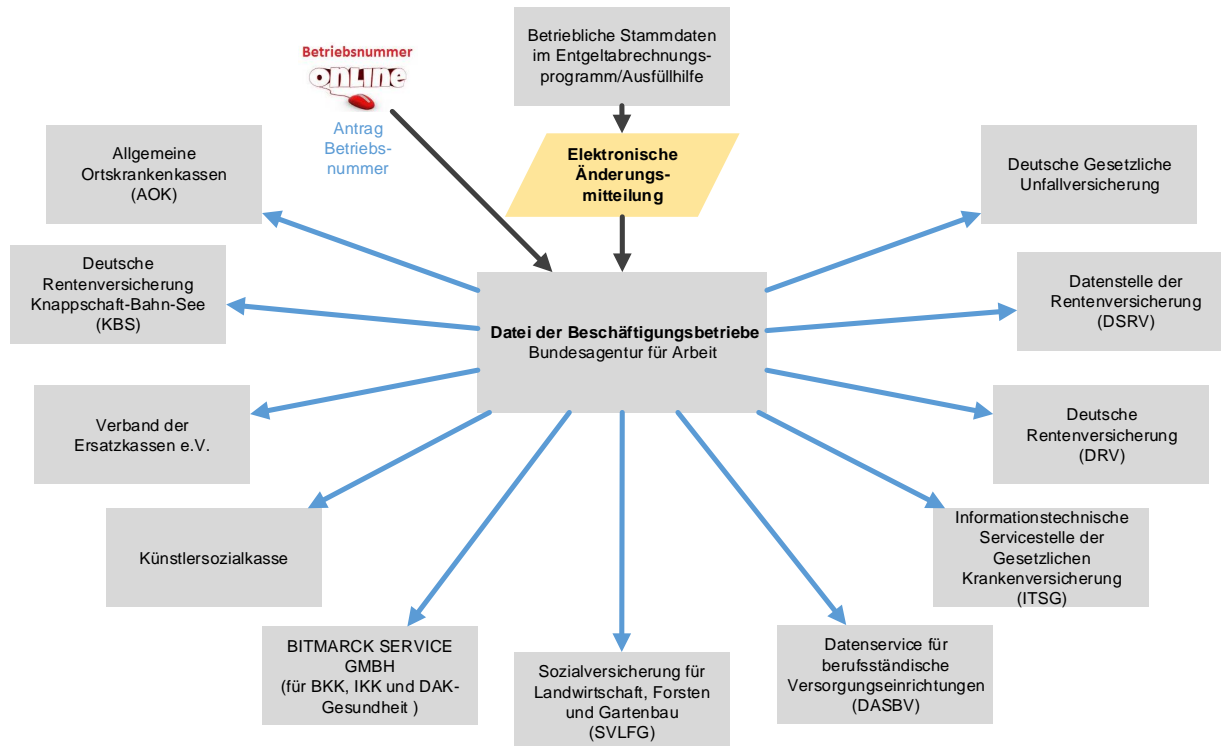 Betriebliche Stammdaten
im Entgeltabrechnungs-
programm/Ausfüllhilfe
Betriebsnummer
ONLINE
Antrag
Betriebs-
nummer
Elektronische
Änderungs-
mitteilung
Allgemeine
Ortskrankenkassen
(AOK)
Deutsche Gesetzliche
Unfallversicherung
Deutsche
Rentenversicherung
Knappschaft-Bahn-See
(KBS)
Datenstelle der
Rentenversicherung
(DSRV)
Datei der Beschäftigungsbetriebe
Bundesagentur für Arbeit
Verband der
Ersatzkassen e.V.
Deutsche
Rentenversicherung
(DRV)
Künstlersozialkasse
Informationstechnische
Servicestelle der
Gesetzlichen
Krankenversicherung
(ITSG)
BITMARCK SERVICE
GMBH
(für BKK, IKK und DAK-
Gesundheit )
Sozialversicherung für
Landwirtschaft, Forsten
und Gartenbau
(SVLFG)
Datenservice für
berufsständische
Versorgungseinrichtungen
(DASBV)